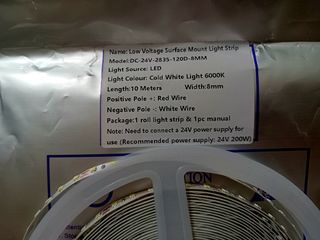 Name: Low Voltage Surface Mount Light Strip
Model:DC-24V-2835-120D-8MM
Light Source: LED
Light Colour: Cold White Light 6000K
Length:10 Meters Width:8mm
Positive Pole +: Red Wire
Negative Pole -: White Wire
Package:1 roll light strip & 1pc manual
Note: Need to connect a 24V power supply for
use (Recommended power supply: 24V 200W)